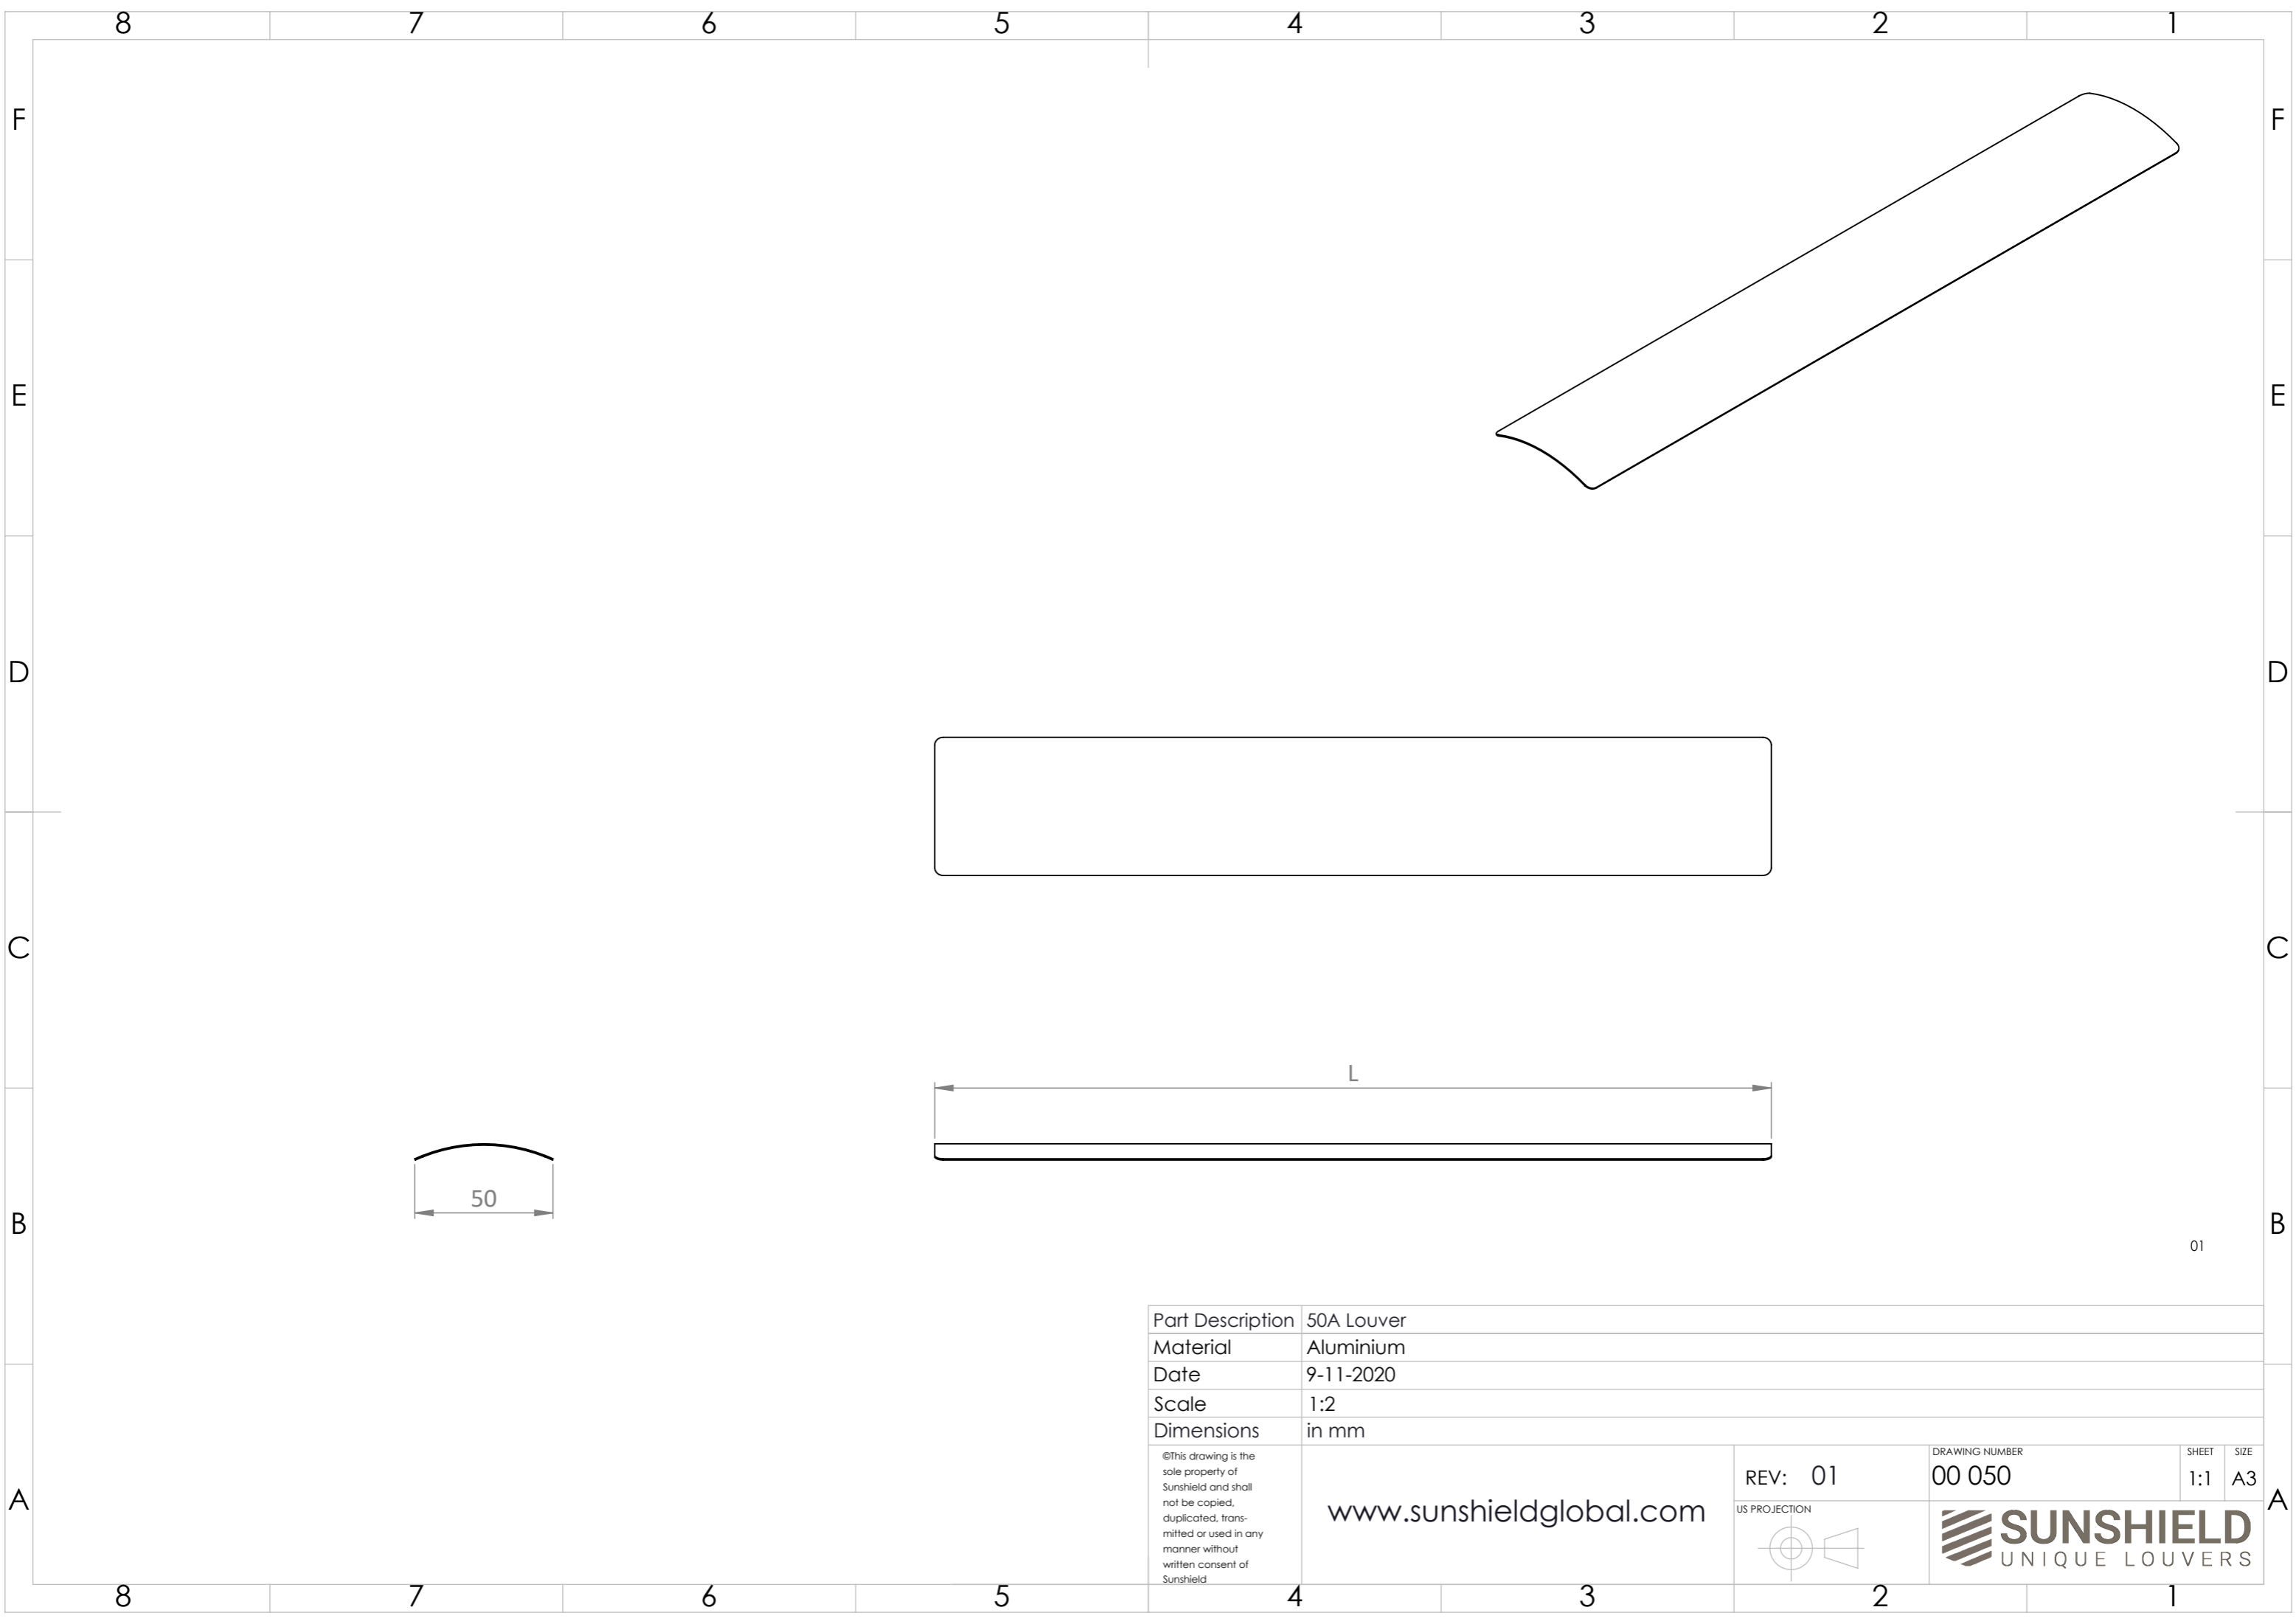 8 7 6 5 4 3 2 1
F F
E E
D D
C C
L
50
B B
01
Part Description 50A Louver
Material Aluminium
Date 9-11-2020
Scale 1:2
Dimensions in mm
©This drawing is the
sole property of
Sunshield and shall
not be copied,
duplicated, trans-
mitted or used in any
manner without
written consent of
Sunshield
www.sunshieldglobal.com
REV: 01
DRAWING NUMBER
00 050
SHEET
1:1
SIZE
A3
US PROJECTION
SUNSHIELD
UNIQUE LOUVERS
A A
8 7 6 5 4 3 2 1